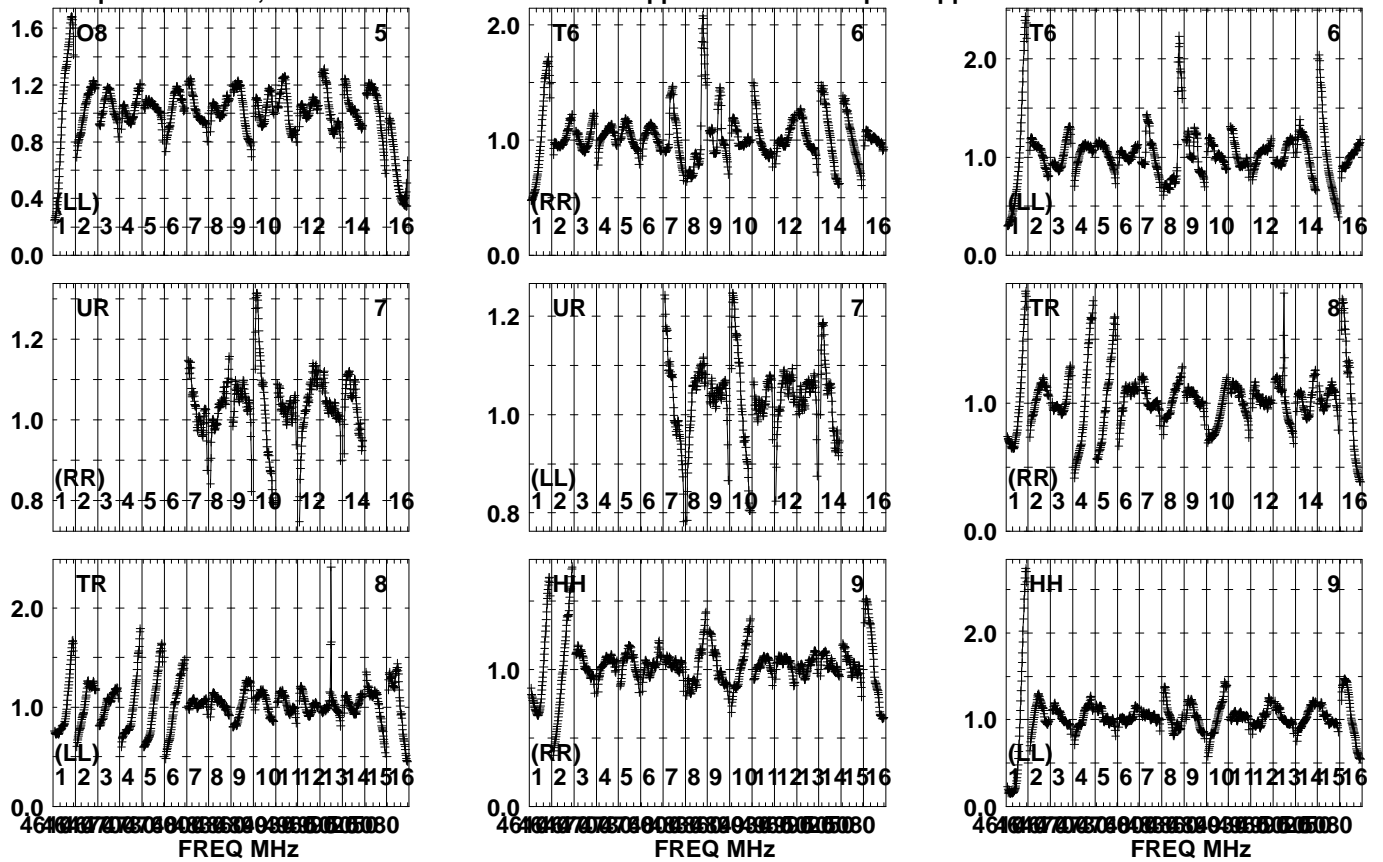 1.6 O8 5 2.0 T6 6 T6 6
2.0
1.2 1.5
0.8 1.0 1.0
0.4 0.5
(LL) (RR) (LL)
1 2 3 4 5 6 7 8 9 10 12 14 16 1 2 3 4 5 6 7 8 9 10 12 14 16 1 2 3 4 5 6 7 8 9 10 12 14 16
0.0 0.0 0.0
UR 7 UR 7 TR 8
1.2 1.2
1.0 1.0 1.0
(RR) (LL) (RR)
0.8 1 2 3 4 5 6 7 8 9 10 12 14 16 1 2 3 4 5 6 7 8 9 10 12 14 16 1 2 3 4 5 6 7 8 9 10 12 14 16
0.8 0.0
TR 8 HH 9 HH 9
2.0 2.0
1.0 1.0 1.0
(LL) (RR) (LL)
1 2 3 4 5 6 7 8 9 10 11 12 13 14 15 16 1 2 3 4 5 6 7 8 9 10 11 12 13 14 15 16 1 2 3 4 5 6 7 8 9 10 11 12 13 14 15 16
0.0 0.0 0.0
FREQ MHz FREQ MHz FREQ MHz